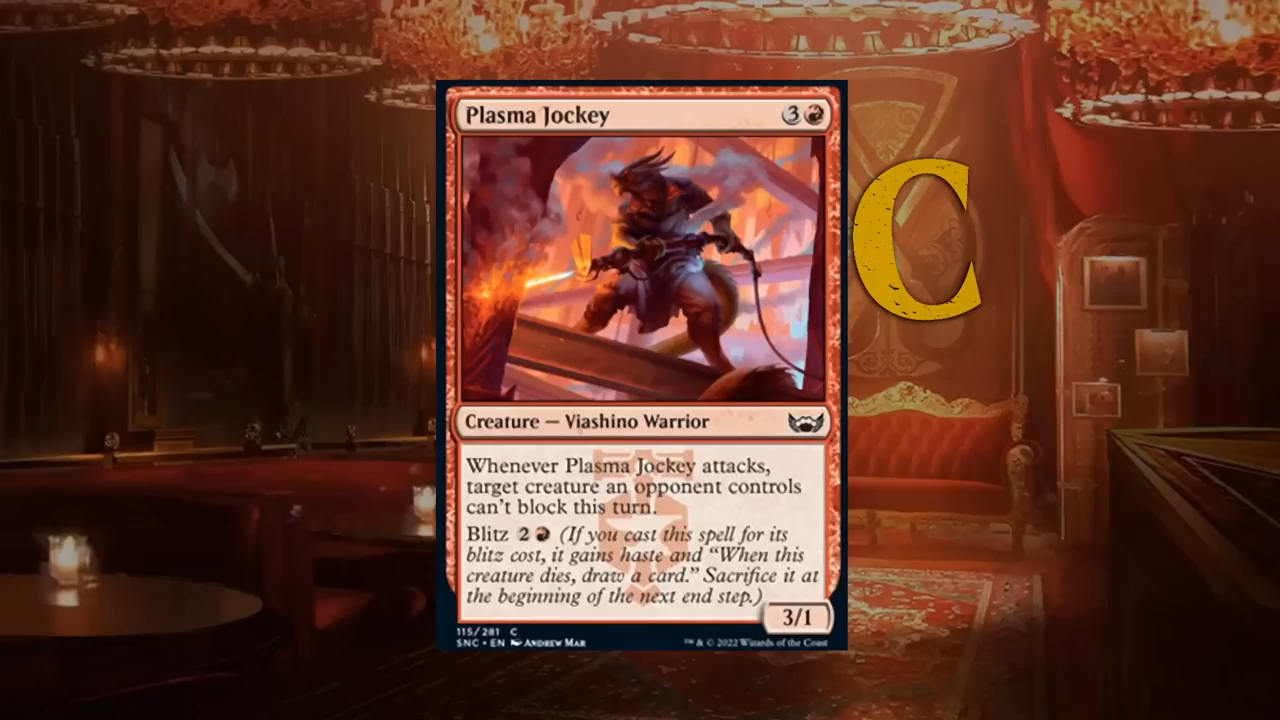 Plasma Jockey 3
C
Creature — Viashino Warrior
Whenever Plasma Jockey attacks,
target creature an opponent controls
can't block this turn.
Blitz 2 (If you cast this spell for its
blitz cost, it gains haste and "When this
creature dies, draw a card." Sacrifice it at
the beginning of the next end step.)
3/1
115/281 C
SNC • EN Andrew Mar
™ & © 2022 Wizards of the Coast